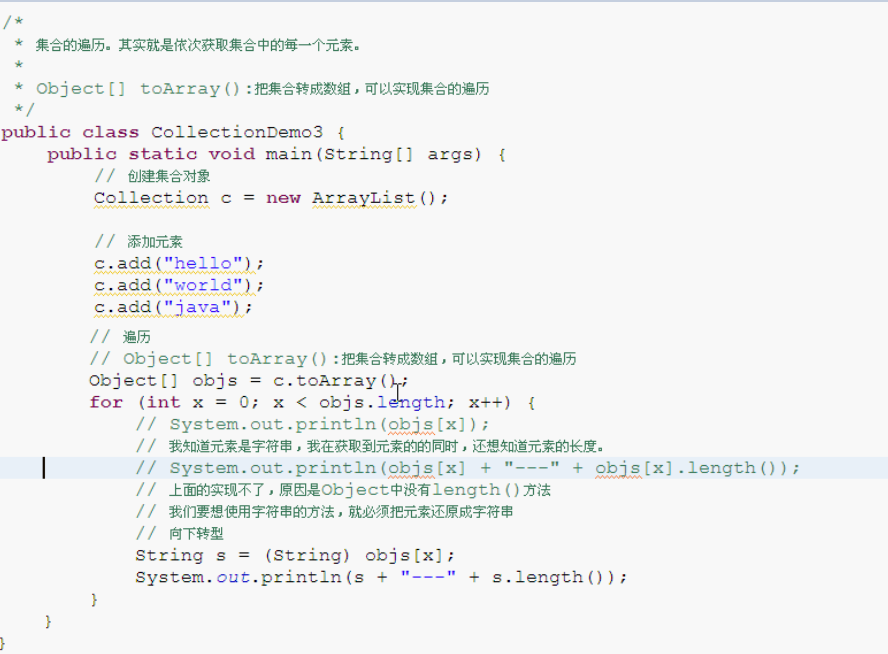 /*
 * 集合的遍历。其实就是依次获取集合中的每一个元素。
 *
 * Object[] toArray():把集合转成数组，可以实现集合的遍历
 */
public class CollectionDemo3 {
    public static void main(String[] args) {
        // 创建集合对象
        Collection c = new ArrayList();

        // 添加元素
        c.add("hello");
        c.add("world");
        c.add("java");
        // 遍历
        // Object[] toArray():把集合转成数组，可以实现集合的遍历
        Object[] objs = c.toArray();
        for (int x = 0; x < objs.length; x++) {
            // System.out.println(objs[x]);
            // 我知道元素是字符串，我在获取到元素的的同时，还想知道元素的长度。
            // System.out.println(objs[x] + "---" + objs[x].length());
            // 上面的实现不了，原因是Object中没有length()方法
            // 我们要想使用字符串的方法，就必须把元素还原成字符串
            // 向下转型
            String s = (String) objs[x];
            System.out.println(s + "---" + s.length());
        }
    }
}